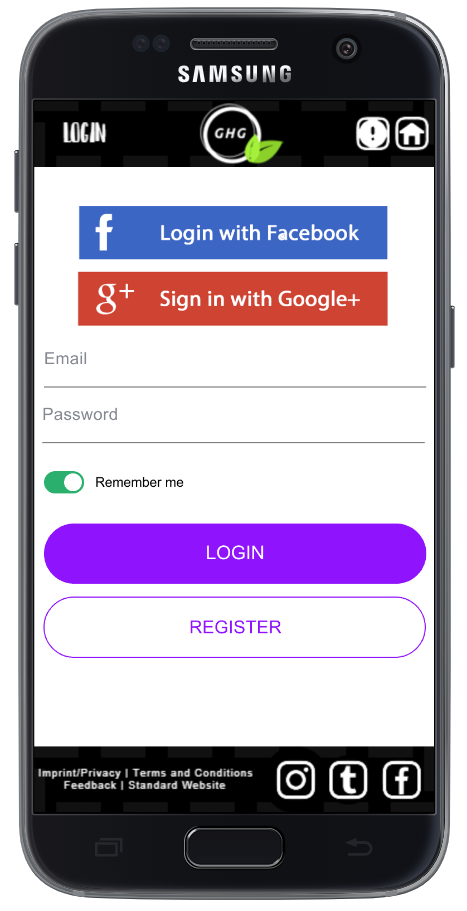 SAMSUNG
LOGIN
GHG
f Login with Facebook
g+ Sign in with Google+
Email
Password
Remember me
LOGIN
REGISTER
Imprint/Privacy | Terms and Conditions
Feedback | Standard Website
t f